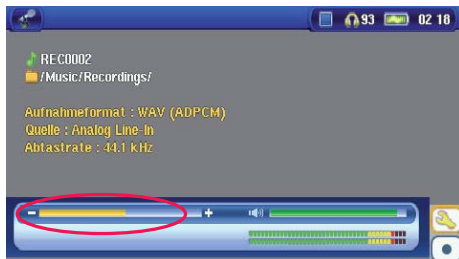 93 02 18
REC0002
/Music/Recordings/
Aufnahmeformat : WAV (ADPCM)
Quelle : Analog Line-In
Abtastrate : 44.1 kHz
- +